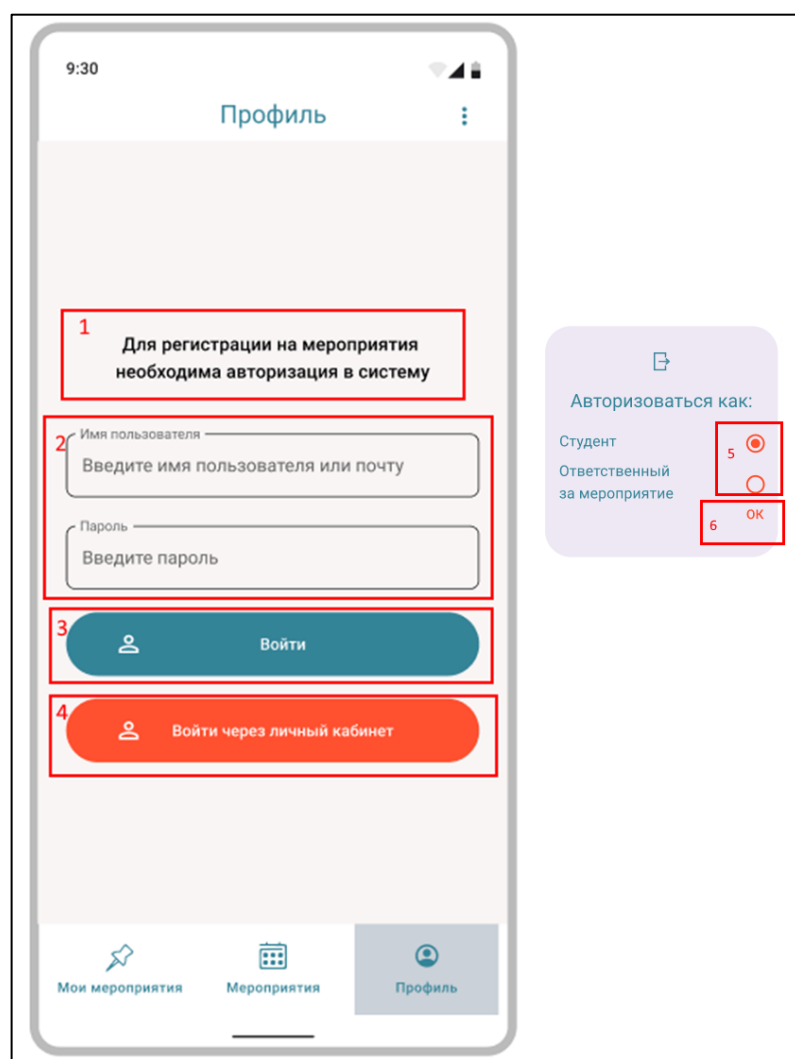 9:30
Профиль
1
Для регистрации на мероприятия
необходима авторизация в систему
2
Имя пользователя
Введите имя пользователя или почту
Пароль
Введите пароль
3
Войти
4
Войти через личный кабинет
Мои мероприятия
Мероприятия
Профиль
Авторизоваться как:
Студент
5
Ответственный
за мероприятие
6
ОК